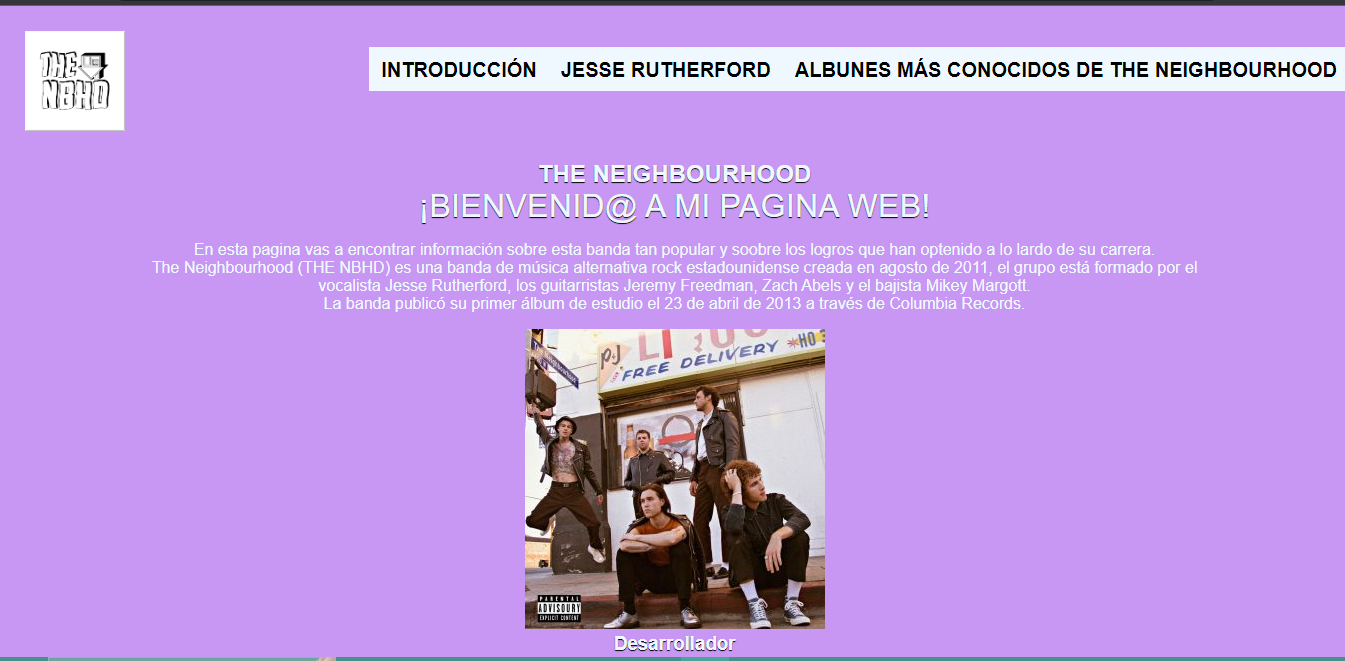 THE
NBHD
INTRODUCCIÓN JESSE RUTHERFORD ALBUNES MÁS CONOCIDOS DE THE NEIGHBOURHOOD
THE NEIGHBOURHOOD
¡BIENVENID@ A MI PAGINA WEB!
En esta pagina vas a encontrar información sobre esta banda tan popular y soobre los logros que han optenido a lo lardo de su carrera.
The Neighbourhood (THE NBHD) es una banda de música alternativa rock estadounidense creada en agosto de 2011, el grupo está formado por el
vocalista Jesse Rutherford, los guitarristas Jeremy Freedman, Zach Abels y el bajista Mikey Margott.
La banda publicó su primer álbum de estudio el 23 de abril de 2013 a través de Columbia Records.
FREE DELIVERY
PARENTAL
ADVISOURY
EXPLICIT CONTENT
Desarrollador